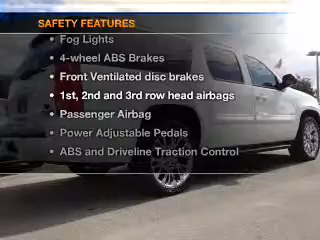 SAFETY FEATURES
• Fog Lights
• 4-wheel ABS Brakes
• Front Ventilated disc brakes
• 1st, 2nd and 3rd row head airbags
• Passenger Airbag
• Power Adjustable Pedals
• ABS and Driveline Traction Control